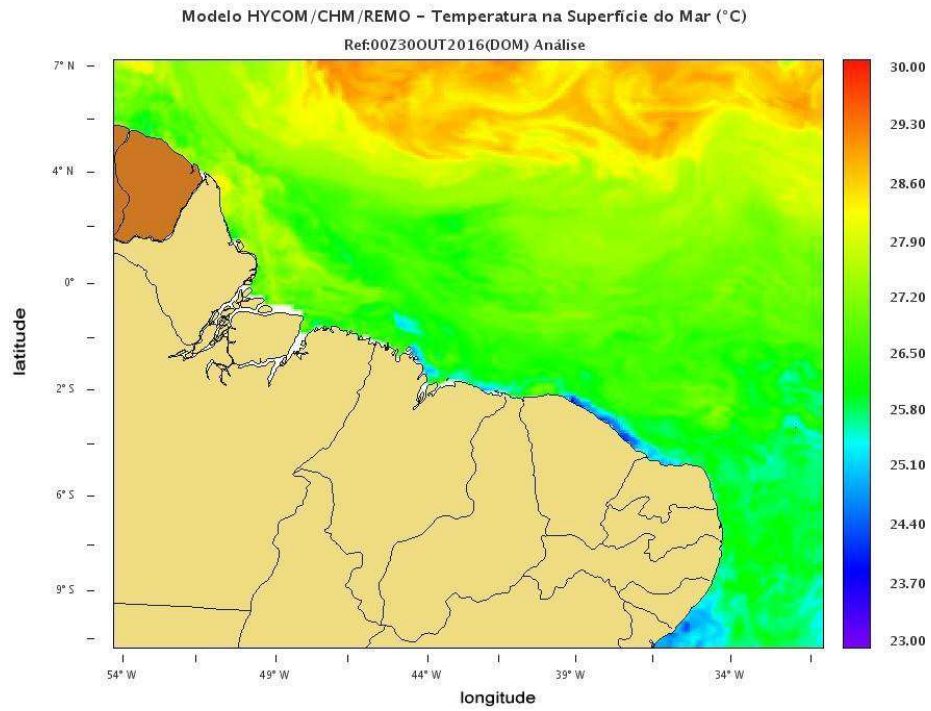 Modelo HYCOM/CHM/REMO - Temperatura na Superfície do Mar (°C)
Ref:00Z30OUT2016(DOM) Análise
7° N
4° N
0°
2° S
6° S
9° S
latitude
54° W
49° W
44° W
39° W
34° W
longitude
30.00
29.30
28.60
27.90
27.20
26.50
25.80
25.10
24.40
23.70
23.00